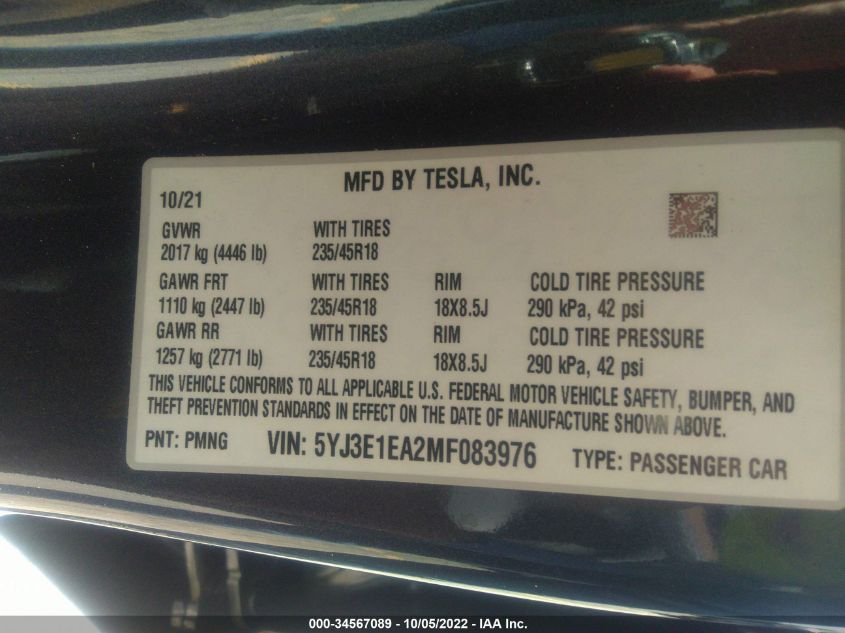 MFD BY TESLA, INC.
10/21
GVWR WITH TIRES
2017 kg (4446 lb) 235/45R18
GAWR FRT WITH TIRES RIM COLD TIRE PRESSURE
1110 kg (2447 lb) 235/45R18 18X8.5J 290 kPa, 42 psi
GAWR RR WITH TIRES RIM COLD TIRE PRESSURE
1257 kg (2771 lb) 235/45R18 18X8.5J 290 kPa, 42 psi
THIS VEHICLE CONFORMS TO ALL APPLICABLE U.S. FEDERAL MOTOR VEHICLE SAFETY, BUMPER, AND
THEFT PREVENTION STANDARDS IN EFFECT ON THE DATE OF MANUFACTURE SHOWN ABOVE.
PNT: PMNG VIN: 5YJ3E1EA2MF083976 TYPE: PASSENGER CAR
000-34567089 - 10/05/2022 - IAA Inc.